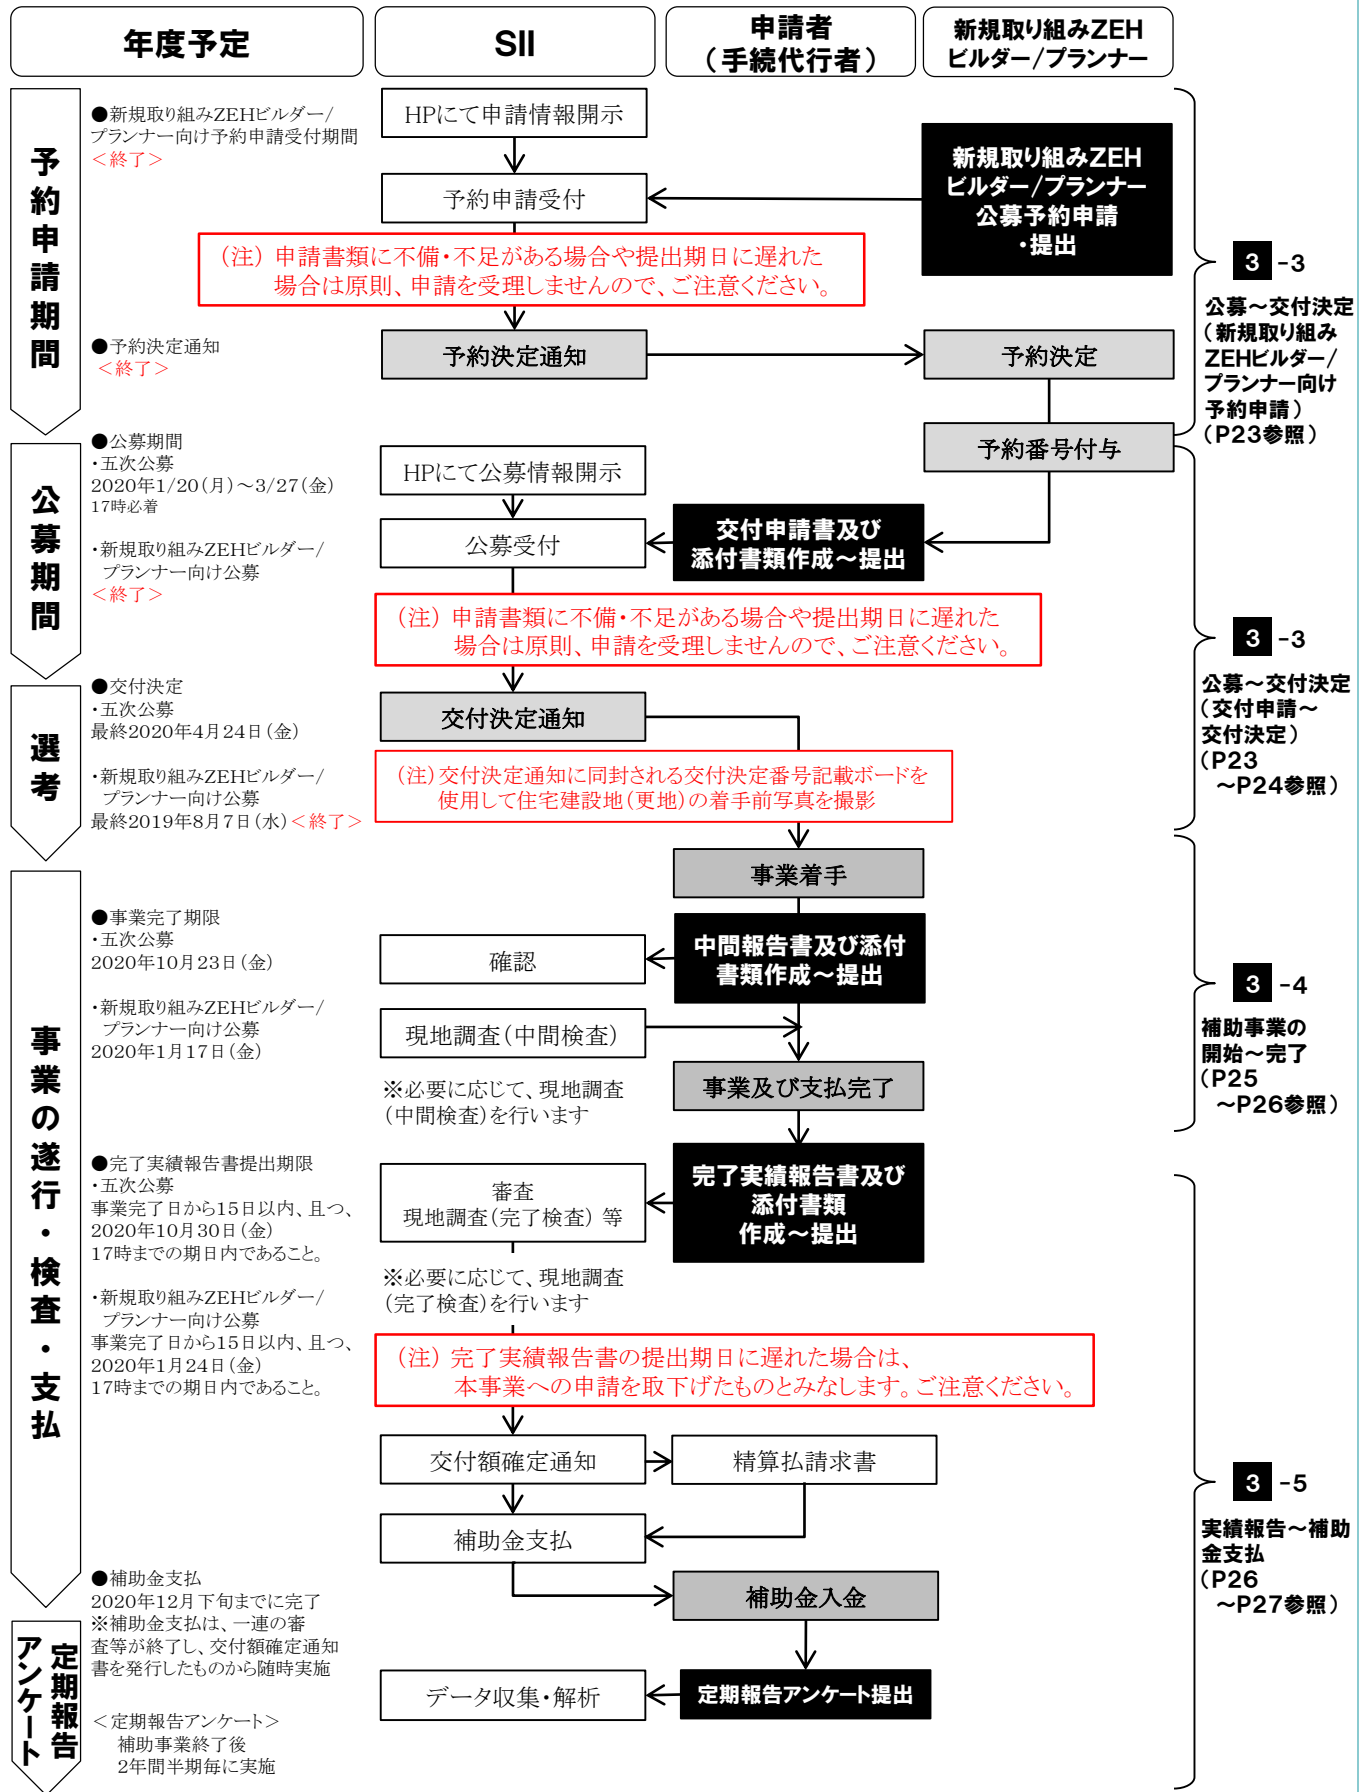 年度予定
SII
申請者
（手続代行者）
新規取り組みZEH
ビルダー/プランナー
予約申請期間
●新規取り組みZEHビルダー/
プランナー向け予約申請受付期間
＜終了＞
HPにて申請情報開示
予約申請受付
新規取り組みZEH
ビルダー/プランナー
公募予約申請
・提出
（注） 申請書類に不備・不足がある場合や提出期日に遅れた
場合は原則、申請を受理しませんので、ご注意ください。
●予約決定通知
＜終了＞
予約決定通知
予約決定
3 -3
公募～交付決定
（新規取り組み
ZEHビルダー/
プランナー向け
予約申請）
（P23参照）
公募期間
●公募期間
・五次公募
2020年1/20（月）～3/27（金）
17時必着
・新規取り組みZEHビルダー/
プランナー向け公募
＜終了＞
予約番号付与
HPにて公募情報開示
公募受付
交付申請書及び
添付書類作成～提出
（注） 申請書類に不備・不足がある場合や提出期日に遅れた
場合は原則、申請を受理しませんので、ご注意ください。
3 -3
公募～交付決定
（交付申請～
交付決定）
（P23
～P24参照）
選考
●交付決定
・五次公募
最終2020年4月24日（金）
・新規取り組みZEHビルダー/
プランナー向け公募
最終2019年8月7日（水）＜終了＞
交付決定通知
（注）交付決定通知に同封される交付決定番号記載ボードを
使用して住宅建設地（更地）の着手前写真を撮影
事業の遂行・検査・支払
事業着手
●事業完了期限
・五次公募
2020年10月23日（金）
・新規取り組みZEHビルダー/
プランナー向け公募
2020年1月17日（金）
確認
中間報告書及び添付
書類作成～提出
現地調査（中間検査）
※必要に応じて、現地調査
（中間検査）を行います
事業及び支払完了
3 -4
補助事業の
開始～完了
（P25
～P26参照）
●完了実績報告書提出期限
・五次公募
事業完了日から15日以内、且つ、
2020年10月30日（金）
17時までの期日内であること。
・新規取り組みZEHビルダー/
プランナー向け公募
事業完了日から15日以内、且つ、
2020年1月24日（金）
17時までの期日内であること。
審査
現地調査（完了検査） 等
完了実績報告書及び
添付書類
作成～提出
※必要に応じて、現地調査
（完了検査）を行います
（注） 完了実績報告書の提出期日に遅れた場合は、
本事業への申請を取下げたものとみなします。ご注意ください。
交付額確定通知
精算払請求書
補助金支払
補助金入金
3 -5
実績報告～補助
金支払
（P26
～P27参照）
●補助金支払
2020年12月下旬までに完了
※補助金支払は、一連の審
査等が終了し、交付額確定通知
書を発行したものから随時実施
定期報告
アンケート
＜定期報告アンケート＞
補助事業終了後
2年間半期毎に実施
データ収集・解析
定期報告アンケート提出